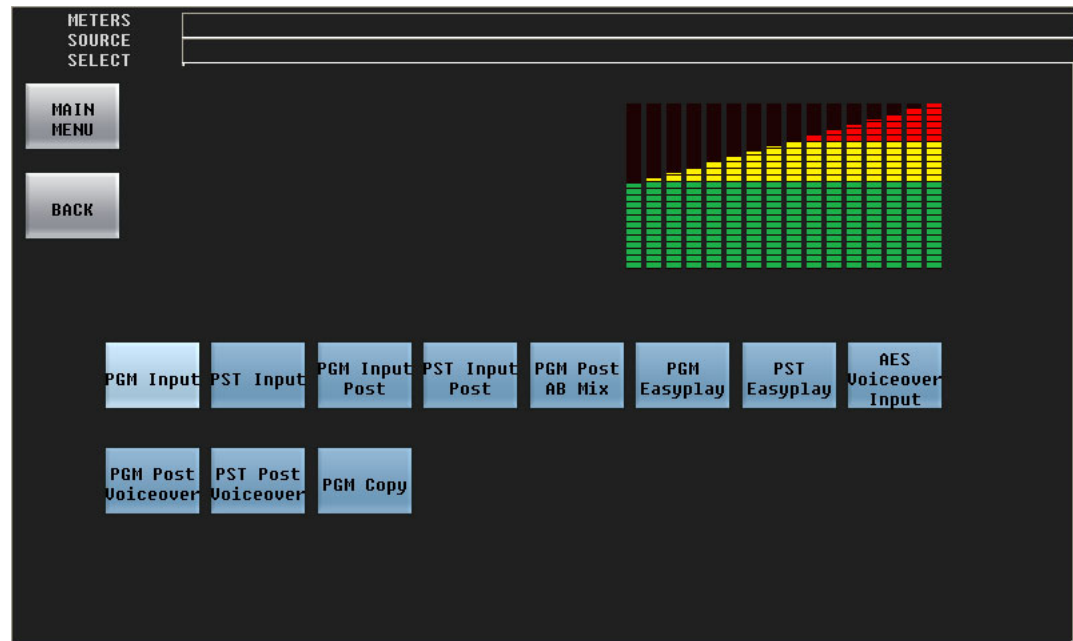 METERS
SOURCE
SELECT
MAIN
MENU
BACK
PGM Input
PST Input
PGM Input
Post
PST Input
Post
PGM Post
AB Mix
PGM
Easyplay
PST
Easyplay
AES
Voiceover
Input
PGM Post
Voiceover
PST Post
Voiceover
PGM Copy